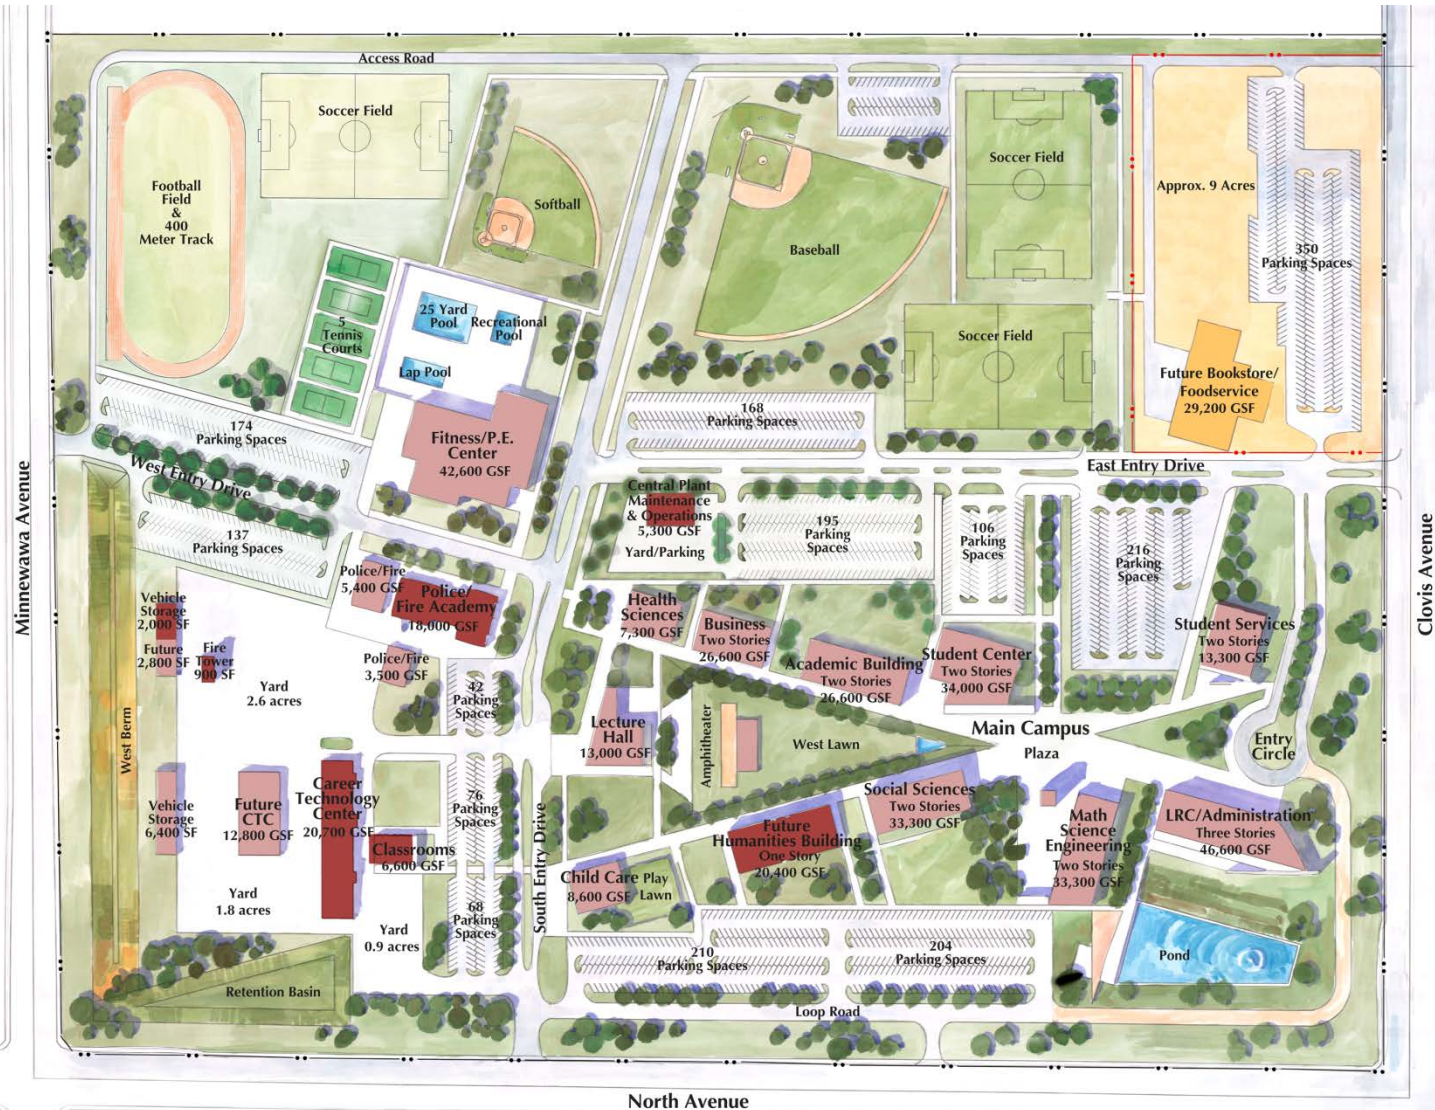 Access Road
Soccer Field
Football
Field
&
400
Meter Track
Softball
Baseball
Soccer Field
Approx. 9 Acres
350
Parking Spaces
25 Yard
Pool
Recreational
Pool
Lap Pool
5
Tennis
Courts
Soccer Field
Future Bookstore/
Foodservice
29,200 GSF
174
Parking Spaces
168
Parking Spaces
Fitness/P.E.
Center
42,600 GSF
West Entry Drive
East Entry Drive
Minnewawa Avenue
Clovis Avenue
137
Parking Spaces
Central Plant
Maintenance
& Operations
5,300 GSF
Yard/Parking
195
Parking
Spaces
106
Parking
Spaces
216
Parking
Spaces
Police/Fire
5,400 GSF
Police/
Fire Academy
18,000 GSF
Vehicle
Storage
2,000 SF
Future
2,800 SF
Fire
Tower
900 SF
Police/Fire
3,500 GSF
Yard
2.6 acres
42
Parking
Spaces
Health
Sciences
7,300 GSF
Business
Two Stories
26,600 GSF
Academic Building
Two Stories
26,600 GSF
Student Center
Two Stories
34,000 GSF
Student Services
Two Stories
13,300 GSF
West Berm
Lecture
Hall
13,000 GSF
Amphitheater
West Lawn
Main Campus
Plaza
Entry
Circle
Vehicle
Storage
6,400 SF
Future
CTC
12,800 GSF
Career
Technology
Center
20,700 GSF
Classrooms
6,600 GSF
76
Parking
Spaces
South Entry Drive
Social Sciences
Two Stories
33,300 GSF
Future
Humanities Building
One Story
20,400 GSF
Math
Science
Engineering
Two Stories
33,300 GSF
LRC/Administration
Three Stories
46,600 GSF
Child Care
8,600 GSF
Play
Lawn
Yard
1.8 acres
Yard
0.9 acres
68
Parking
Spaces
210
Parking Spaces
204
Parking Spaces
Pond
Retention Basin
Loop Road
North Avenue